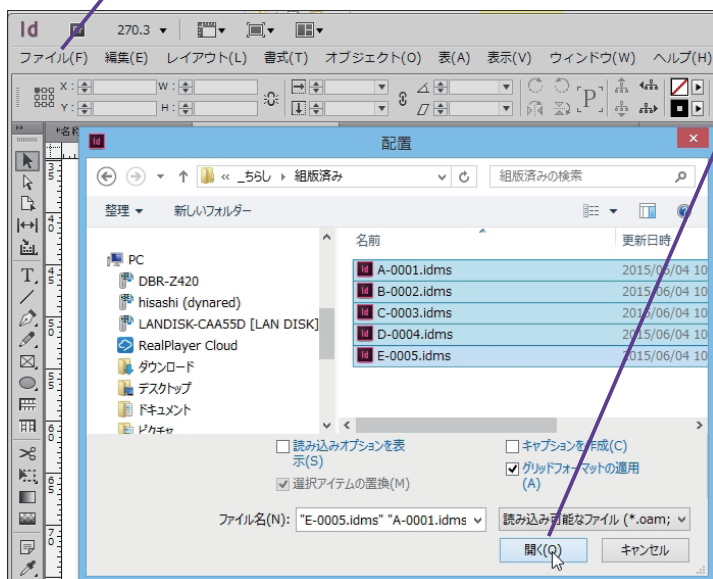 Id 270.3
ファイル(F) 編集(E) レイアウト(L) 書式(T) オブジェクト(O) 表(A) 表示(V) ウィンドウ(W) ヘルプ(H)
X: W:
Y: H:
配置
« _ちらし ▸ 組版済み 組版済みの検索
整理 新しいフォルダー
名前 更新日時
PC
DBR-Z420
hisashi (dynared)
LANDISK-CAA55D [LAN DISK]
RealPlayer Cloud
ダウンロード
デスクトップ
ドキュメント
ピクチャ
A-0001.idms 2015/06/04 10
B-0002.idms 2015/06/04 10
C-0003.idms 2015/06/04 10
D-0004.idms 2015/06/04 10
E-0005.idms 2015/06/04 10
読み込みオプションを表
示(S)
選択アイテムの置換(M)
キャプションを作成(C)
グリッドフォーマットの適用
(A)
ファイル名(N): "E-0005.idms" "A-0001.idms 読み込み可能なファイル (*.oam;
開く(O) キャンセル